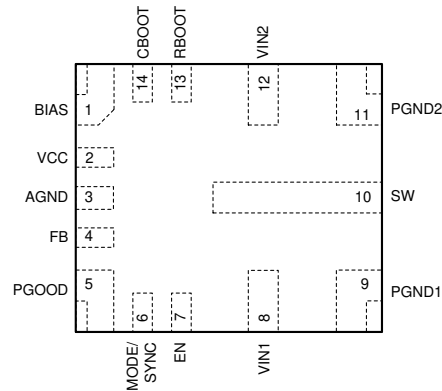 CBOOT
RBOOT
VIN2
14
13
12
BIAS
1
11
PGND2
VCC
2
AGND
3
10
SW
FB
4
PGOOD
5
9
PGND1
6
7
8
MODE/
SYNC
EN
VIN1